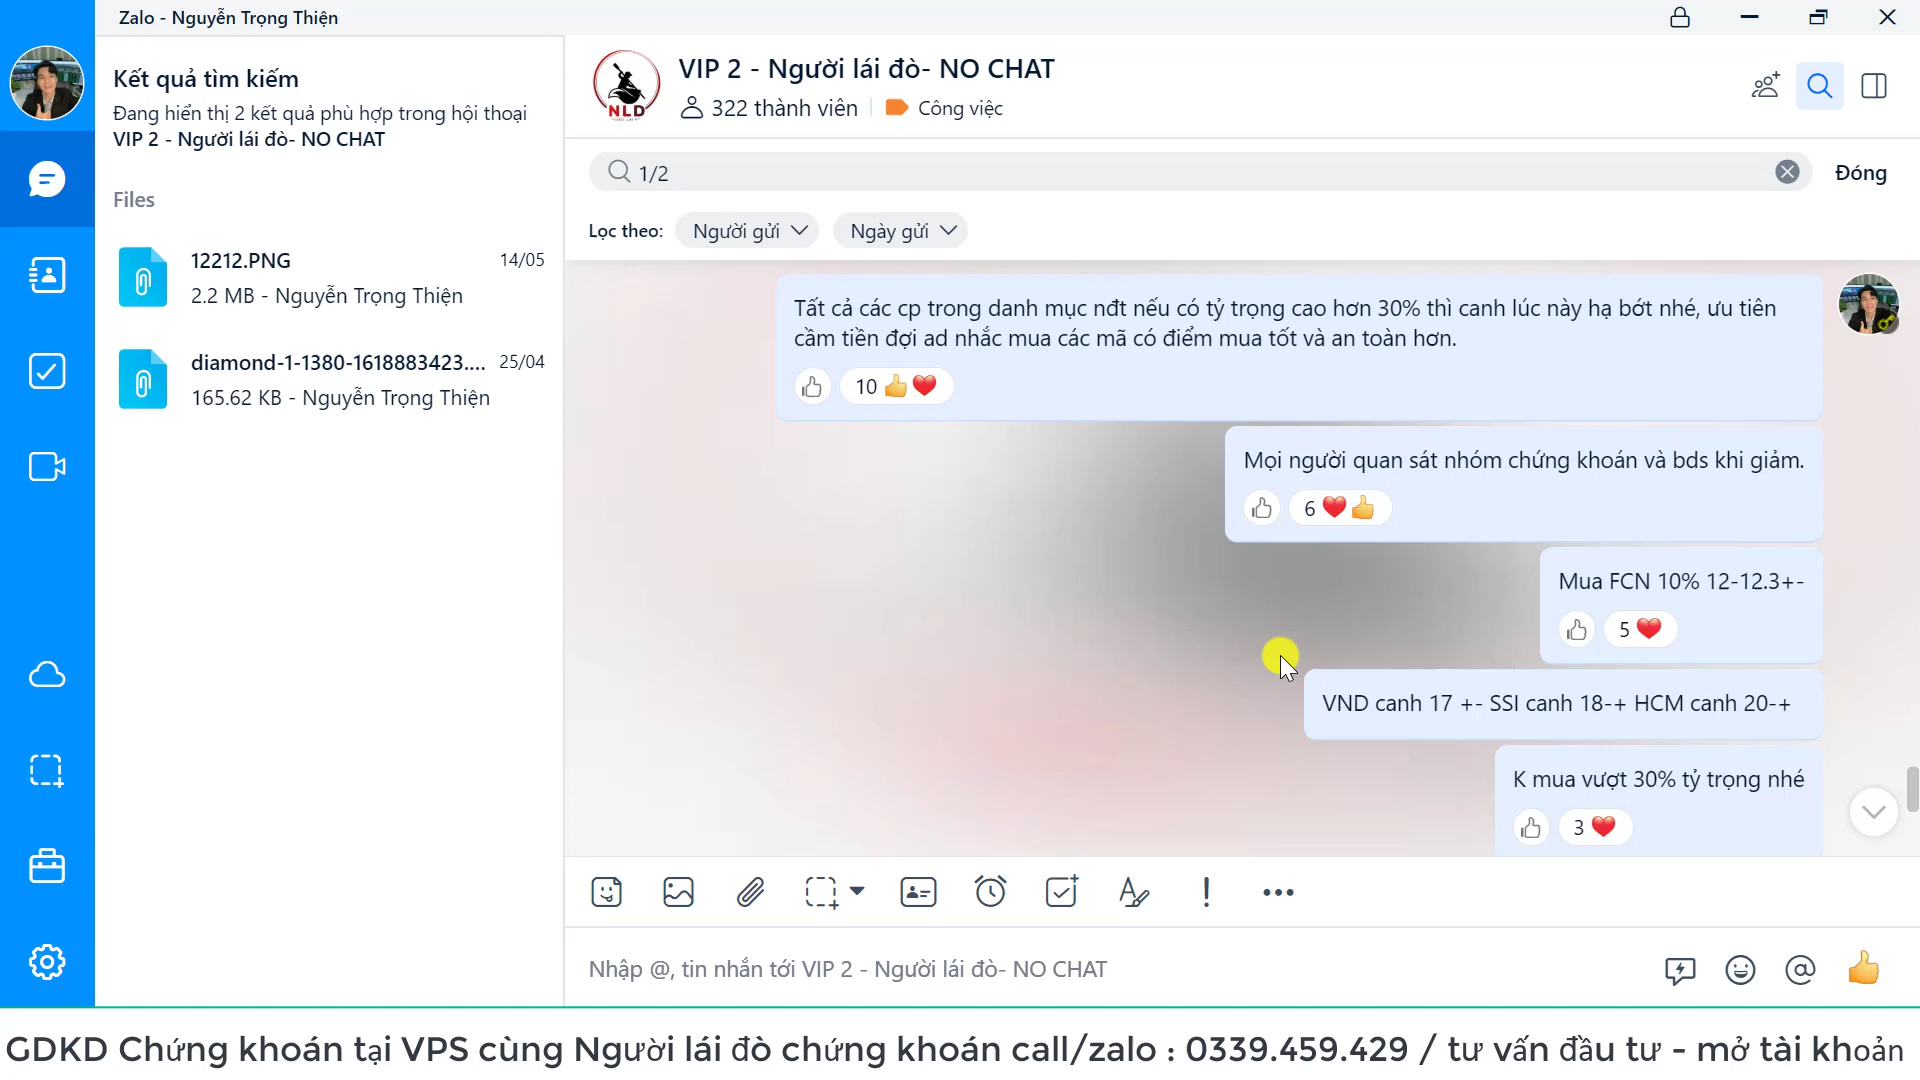 Zalo - Nguyễn Trọng Thiện
Kết quả tìm kiếm
Đang hiển thị 2 kết quả phù hợp trong hội thoại
VIP 2 - Người lái đò- NO CHAT
Files
12212.PNG 14/05
2.2 MB - Nguyễn Trọng Thiện
diamond-1-1380-1618883423.... 25/04
165.62 KB - Nguyễn Trọng Thiện
NLD
VIP 2 - Người lái đò- NO CHAT
322 thành viên Công việc
1/2 Đóng
Lọc theo: Người gửi Ngày gửi
Tất cả các cp trong danh mục nđt nếu có tỷ trọng cao hơn 30% thì canh lúc này hạ bớt nhé, ưu tiên
cầm tiền đợi ad nhắc mua các mã có điểm mua tốt và an toàn hơn.
10 👍❤️
Mọi người quan sát nhóm chứng khoán và bds khi giảm.
6 ❤️👍
Mua FCN 10% 12-12.3+-
5 ❤️
VND canh 17 +- SSI canh 18-+ HCM canh 20-+
K mua vượt 30% tỷ trọng nhé
3 ❤️
Nhập @, tin nhắn tới VIP 2 - Người lái đò- NO CHAT
GDKD Chứng khoán tại VPS cùng Người lái đò chứng khoán call/zalo : 0339.459.429 / tư vấn đầu tư - mở tài khoản